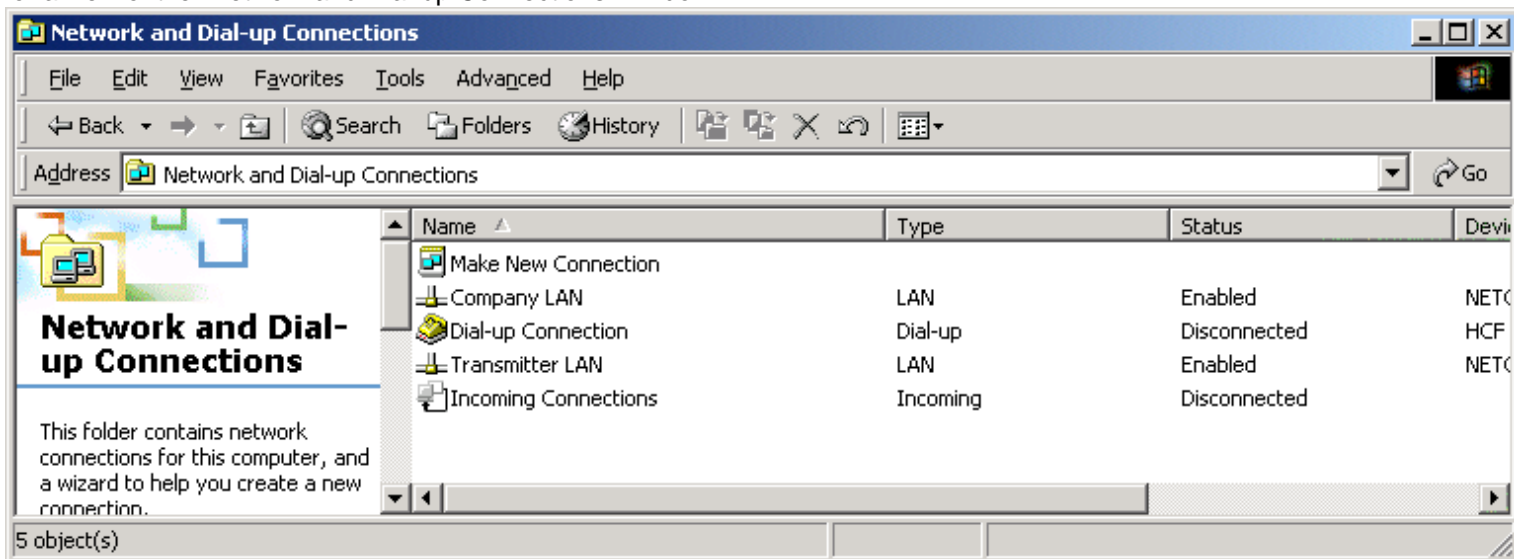 Network and Dial-up Connections
File Edit View Favorites Tools Advanced Help
Back Search Folders History
Address Network and Dial-up Connections Go
Name Type Status Devi
Make New Connection
Company LAN LAN Enabled NETG
Dial-up Connection Dial-up Disconnected HCF
Transmitter LAN LAN Enabled NETG
Incoming Connections Incoming Disconnected
Network and Dial-
up Connections
This folder contains network
connections for this computer, and
a wizard to help you create a new
connection.
5 object(s)